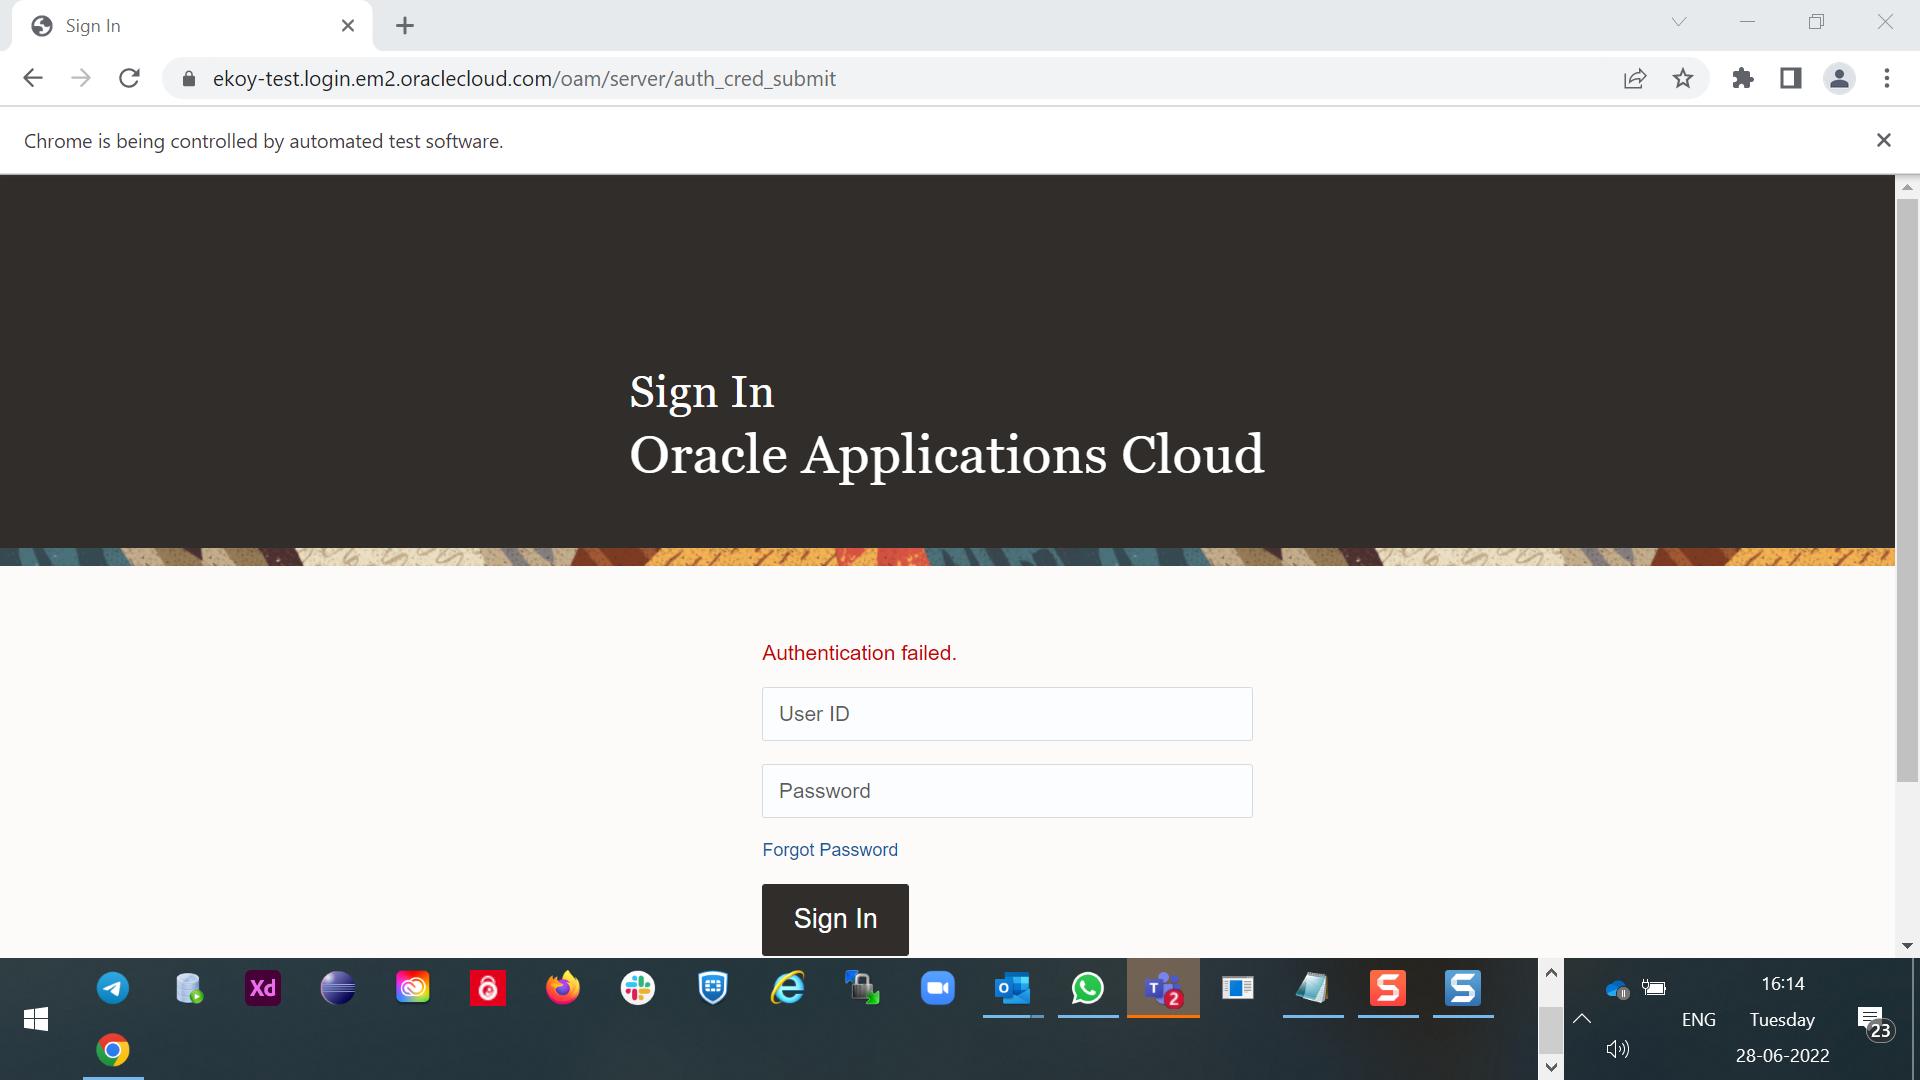 Sign In
ekoy-test.login.em2.oraclecloud.com/oam/server/auth_cred_submit
Chrome is being controlled by automated test software.
Sign In
Oracle Applications Cloud
Authentication failed.
User ID
Password
Forgot Password
Sign In
Xd
O
T
2
S
S
16:14
ENG
Tuesday
23
28-06-2022